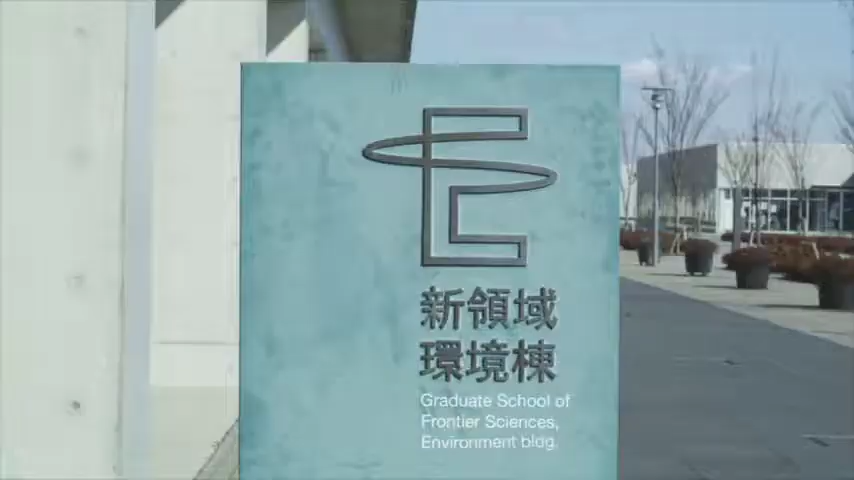 新領域
環境棟
Graduate School of
Frontier Sciences,
Environment bldg.